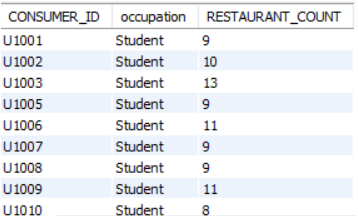 CONSUMER_ID occupation RESTAURANT_COUNT
U1001 Student 9
U1002 Student 10
U1003 Student 13
U1005 Student 9
U1006 Student 11
U1007 Student 9
U1008 Student 9
U1009 Student 11
U1010 Student 8